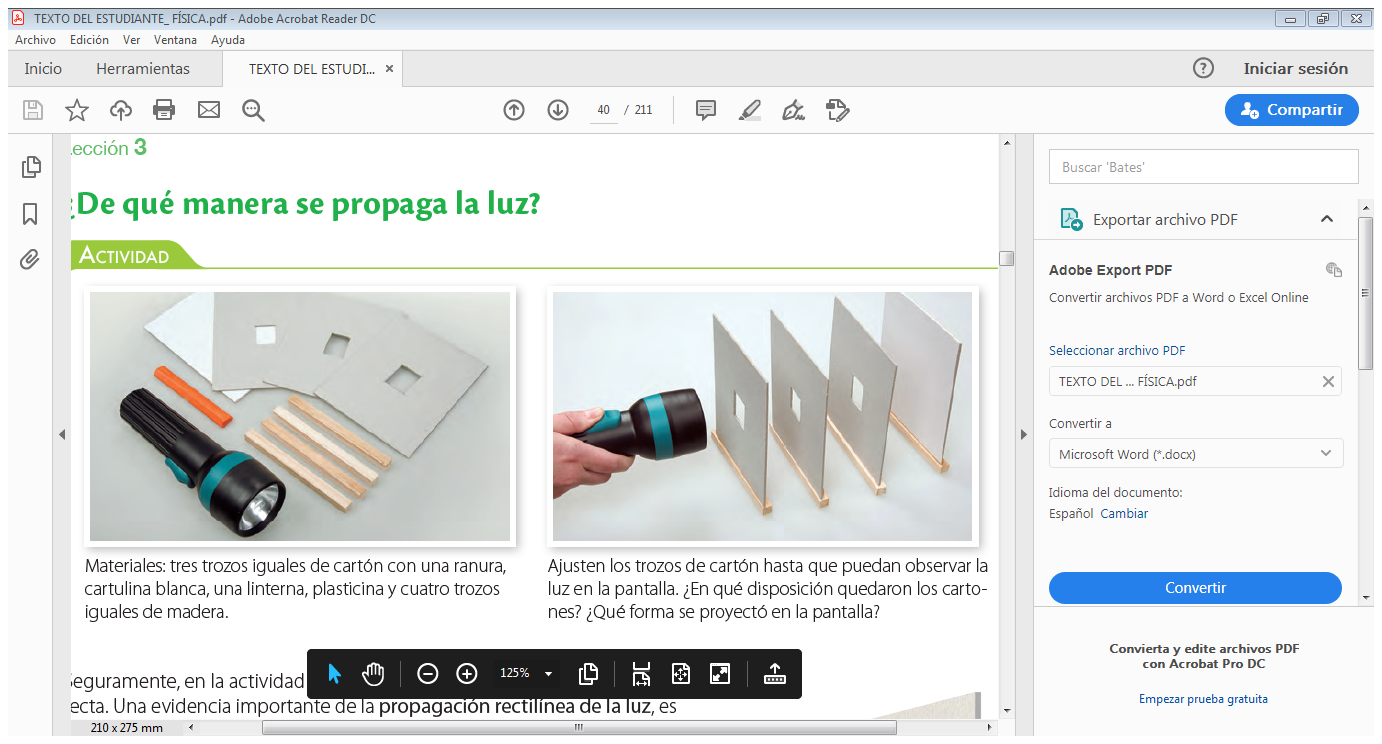 TEXTO DEL ESTUDIANTE_ FÍSICA.pdf - Adobe Acrobat Reader DC
Archivo Edición Ver Ventana Ayuda
Inicio Herramientas TEXTO DEL ESTUDI... × Iniciar sesión
40 / 211 Compartir
ección 3
¿De qué manera se propaga la luz?
ACTIVIDAD
Materiales: tres trozos iguales de cartón con una ranura,
cartulina blanca, una linterna, plasticina y cuatro trozos
iguales de madera.
Ajusten los trozos de cartón hasta que puedan observar la
luz en la pantalla. ¿En qué disposición quedaron los carto-
nes? ¿Qué forma se proyectó en la pantalla?
125%
Seguramente, en la actividad
ecta. Una evidencia importante de la propagación rectilínea de la luz, es
210 x 275 mm
Buscar 'Bates'
Exportar archivo PDF
Adobe Export PDF
Convertir archivos PDF a Word o Excel Online
Seleccionar archivo PDF
TEXTO DEL ... FÍSICA.pdf
Convertir a
Microsoft Word (*.docx)
Idioma del documento:
Español Cambiar
Convertir
Convierta y edite archivos PDF
con Acrobat Pro DC
Empezar prueba gratuita